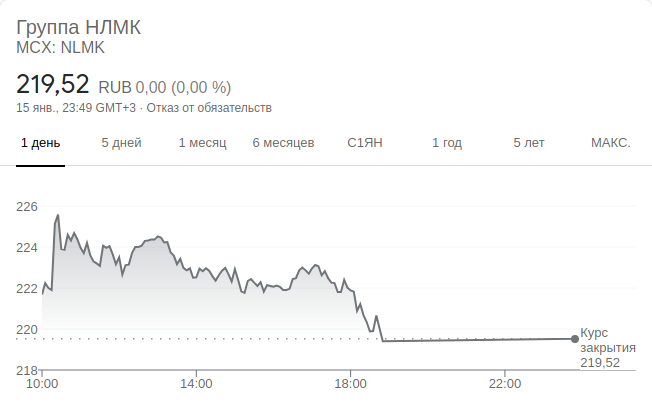 Группа НЛМК
MCX: NLMK
219,52 RUB 0,00 (0,00 %)
15 янв., 23:49 GMT+3 · Отказ от обязательств
1 день 5 дней 1 месяц 6 месяцев С1ЯН 1 год 5 лет МАКС.
226
224
222
220
218
Курс
закрытия
219,52
10:00 14:00 18:00 22:00